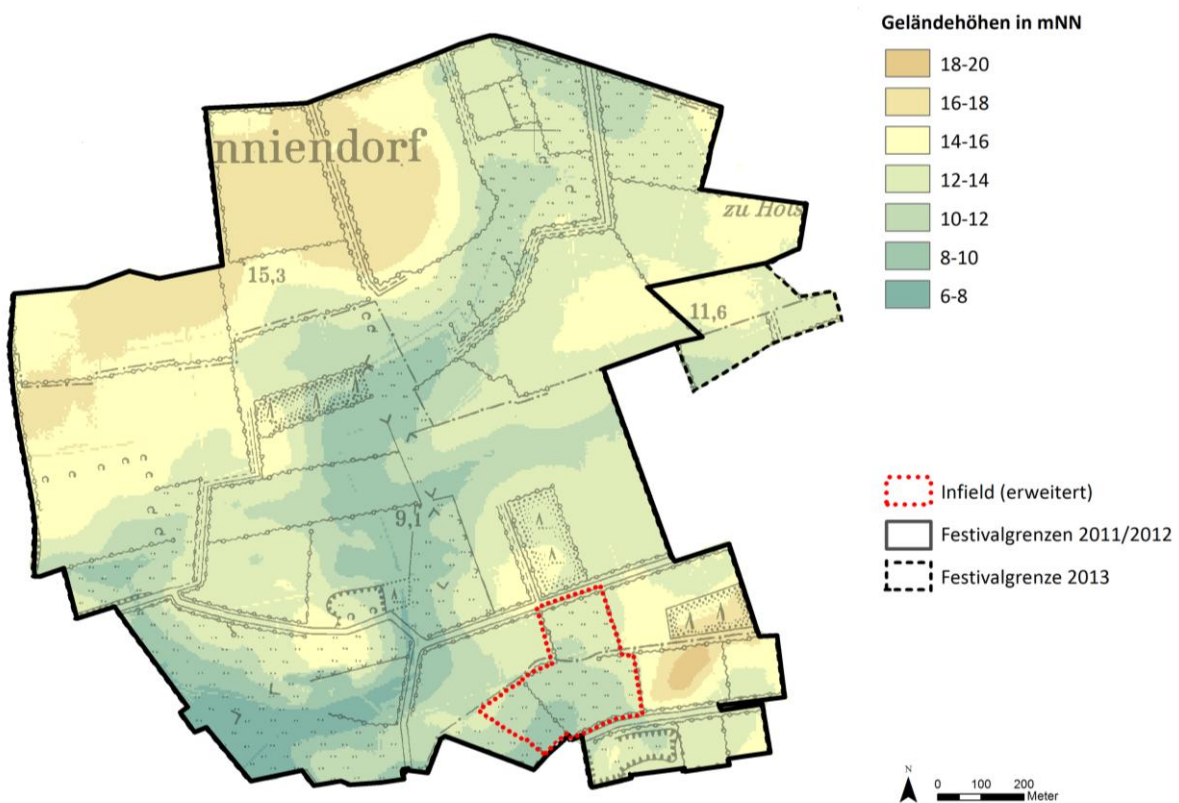 Geländehöhen in mNN
18-20
16-18
14-16
12-14
10-12
8-10
6-8
nniendorf
zu Hols
15,3
11,6
9,1
Infield (erweitert)
Festivalgrenzen 2011/2012
Festivalgrenze 2013
N
0 100 200
Meter